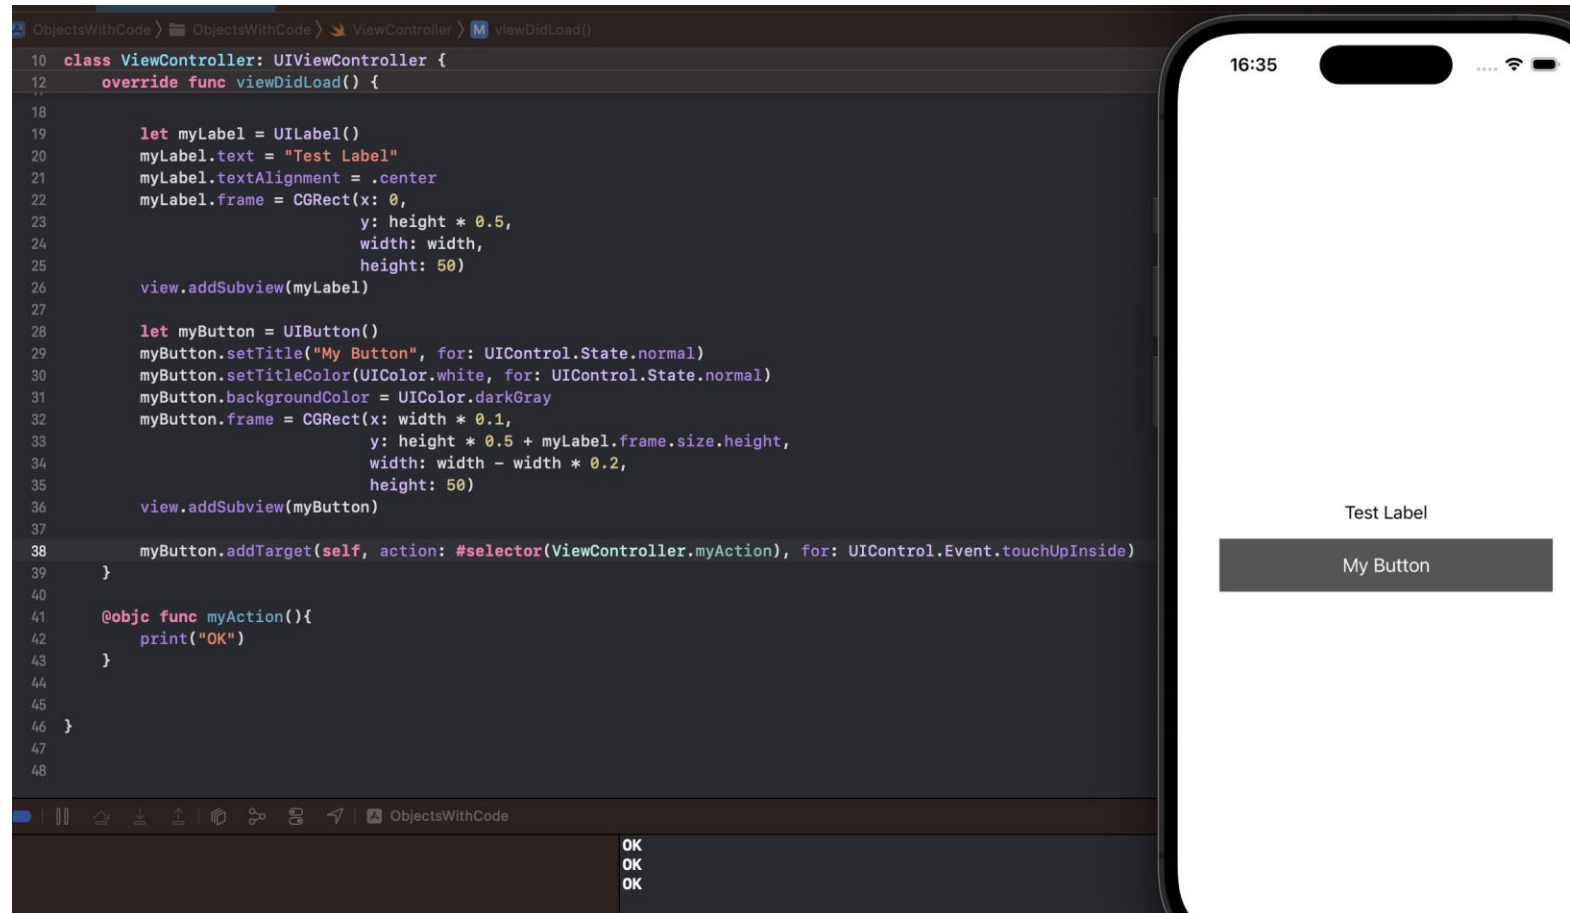 ObjectsWithCode 〉 ObjectsWithCode 〉 ViewController 〉 M viewDidLoad()
10 class ViewController: UIViewController {
12 override func viewDidLoad() {
18
19 let myLabel = UILabel()
20 myLabel.text = "Test Label"
21 myLabel.textAlignment = .center
22 myLabel.frame = CGRect(x: 0,
23 y: height * 0.5,
24 width: width,
25 height: 50)
26 view.addSubview(myLabel)
27
28 let myButton = UIButton()
29 myButton.setTitle("My Button", for: UIControl.State.normal)
30 myButton.setTitleColor(UIColor.white, for: UIControl.State.normal)
31 myButton.backgroundColor = UIColor.darkGray
32 myButton.frame = CGRect(x: width * 0.1,
33 y: height * 0.5 + myLabel.frame.size.height,
34 width: width - width * 0.2,
35 height: 50)
36 view.addSubview(myButton)
37
38 myButton.addTarget(self, action: #selector(ViewController.myAction), for: UIControl.Event.touchUpInside)
39 }
40
41 @objc func myAction(){
42 print("OK")
43 }
44
45
46 }
47
48
ObjectsWithCode
OK
OK
OK
16:35
Test Label
My Button